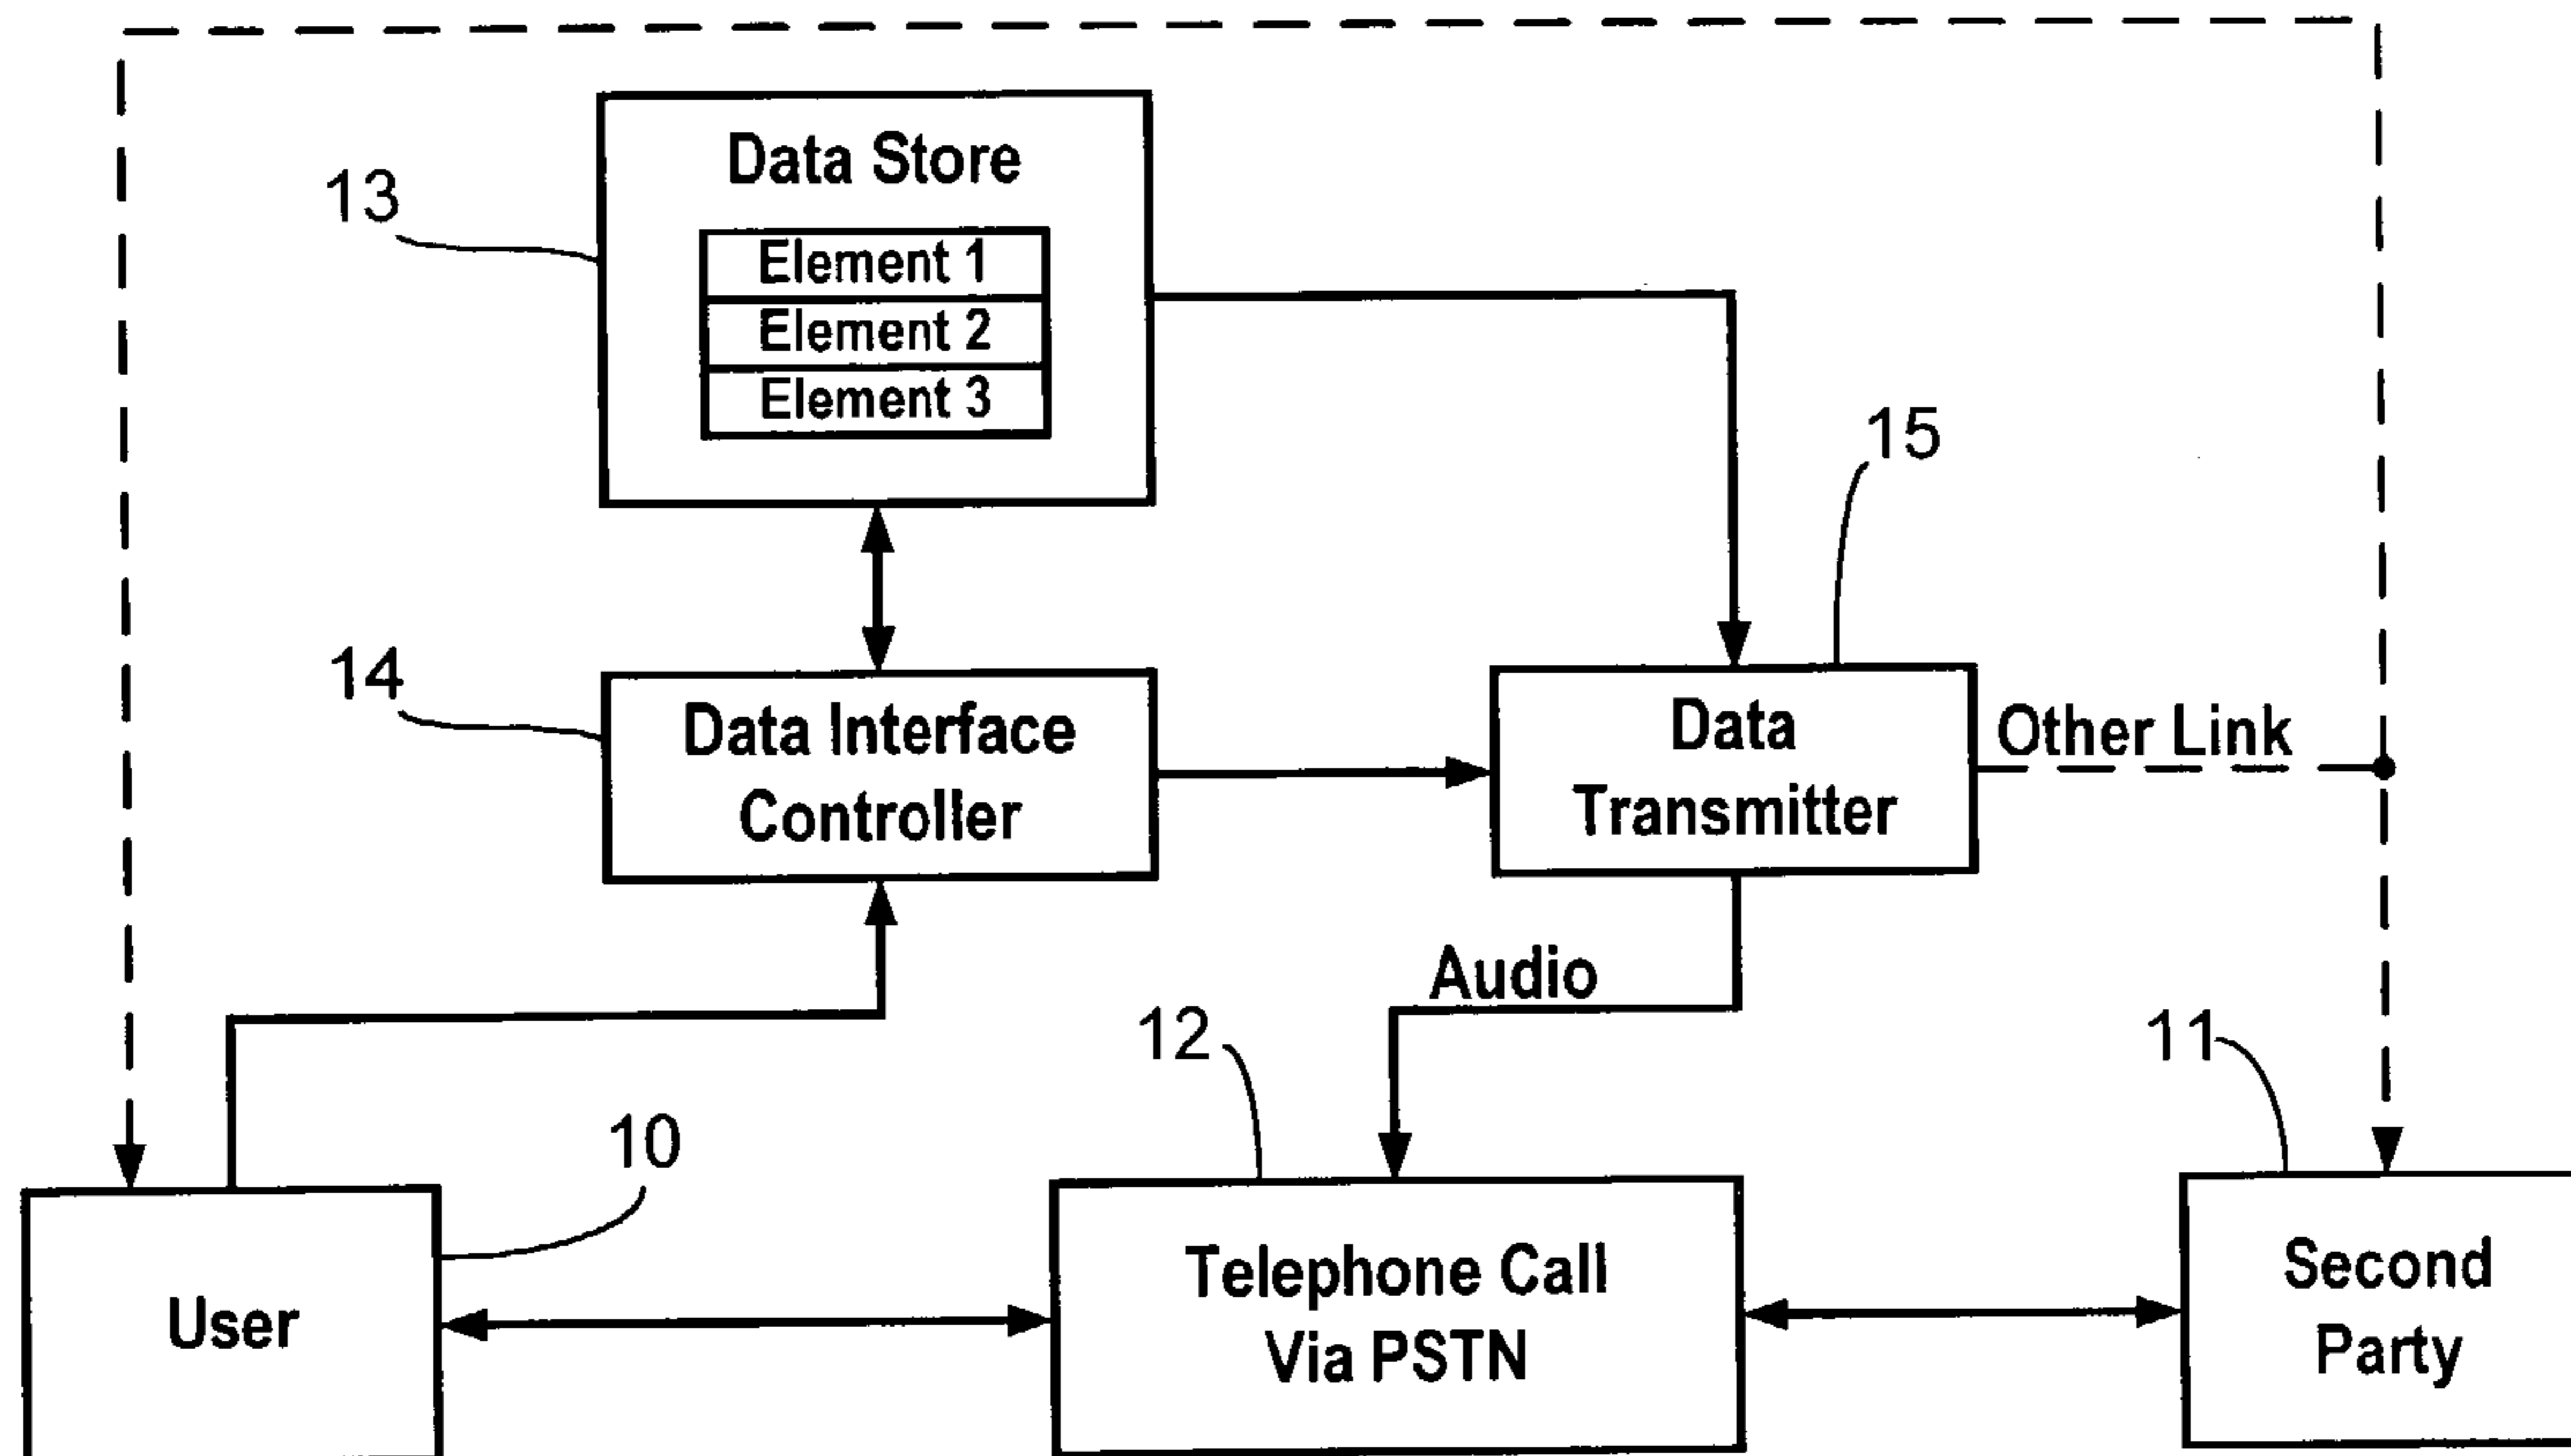 Data Store
13
Element 1
Element 2
Element 3
15
14
Data Interface
Controller
Data
Transmitter
Other Link
Audio
12
11
10
User
Telephone Call
Via PSTN
Second
Party